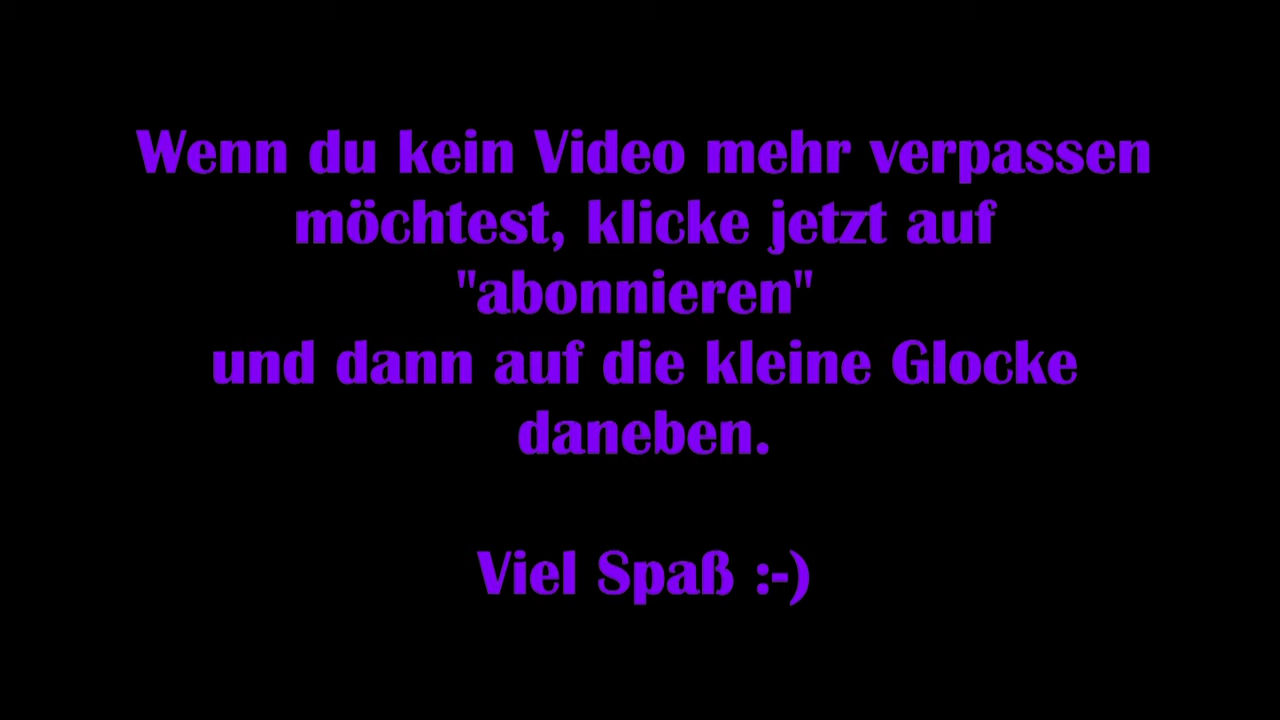 Wenn du kein Video mehr verpassen
möchtest, klicke jetzt auf
"abonnieren"
und dann auf die kleine Glocke
daneben.
Viel Spaß :-)